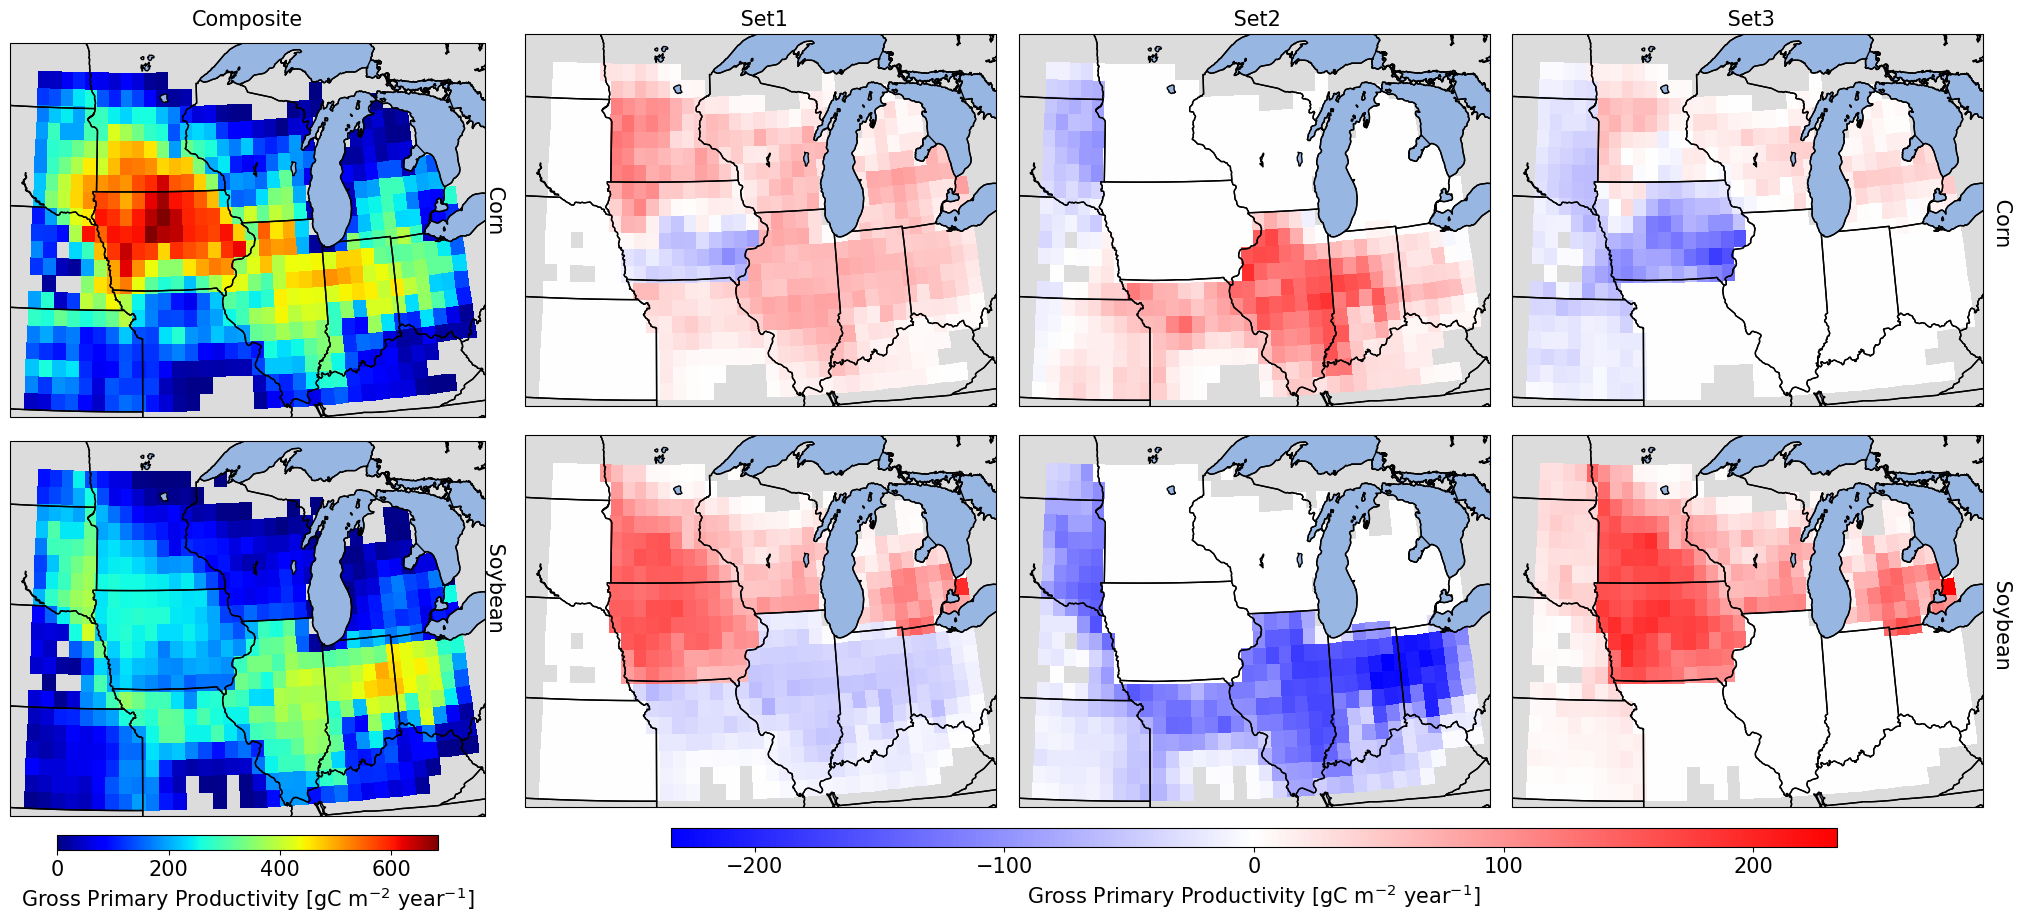 Composite
Set1
Set2
Set3
Corn
Corn
Soybean
Soybean
0 200 400 600
Gross Primary Productivity [gC m⁻² year⁻¹]
−200 −100 0 100 200
Gross Primary Productivity [gC m⁻² year⁻¹]